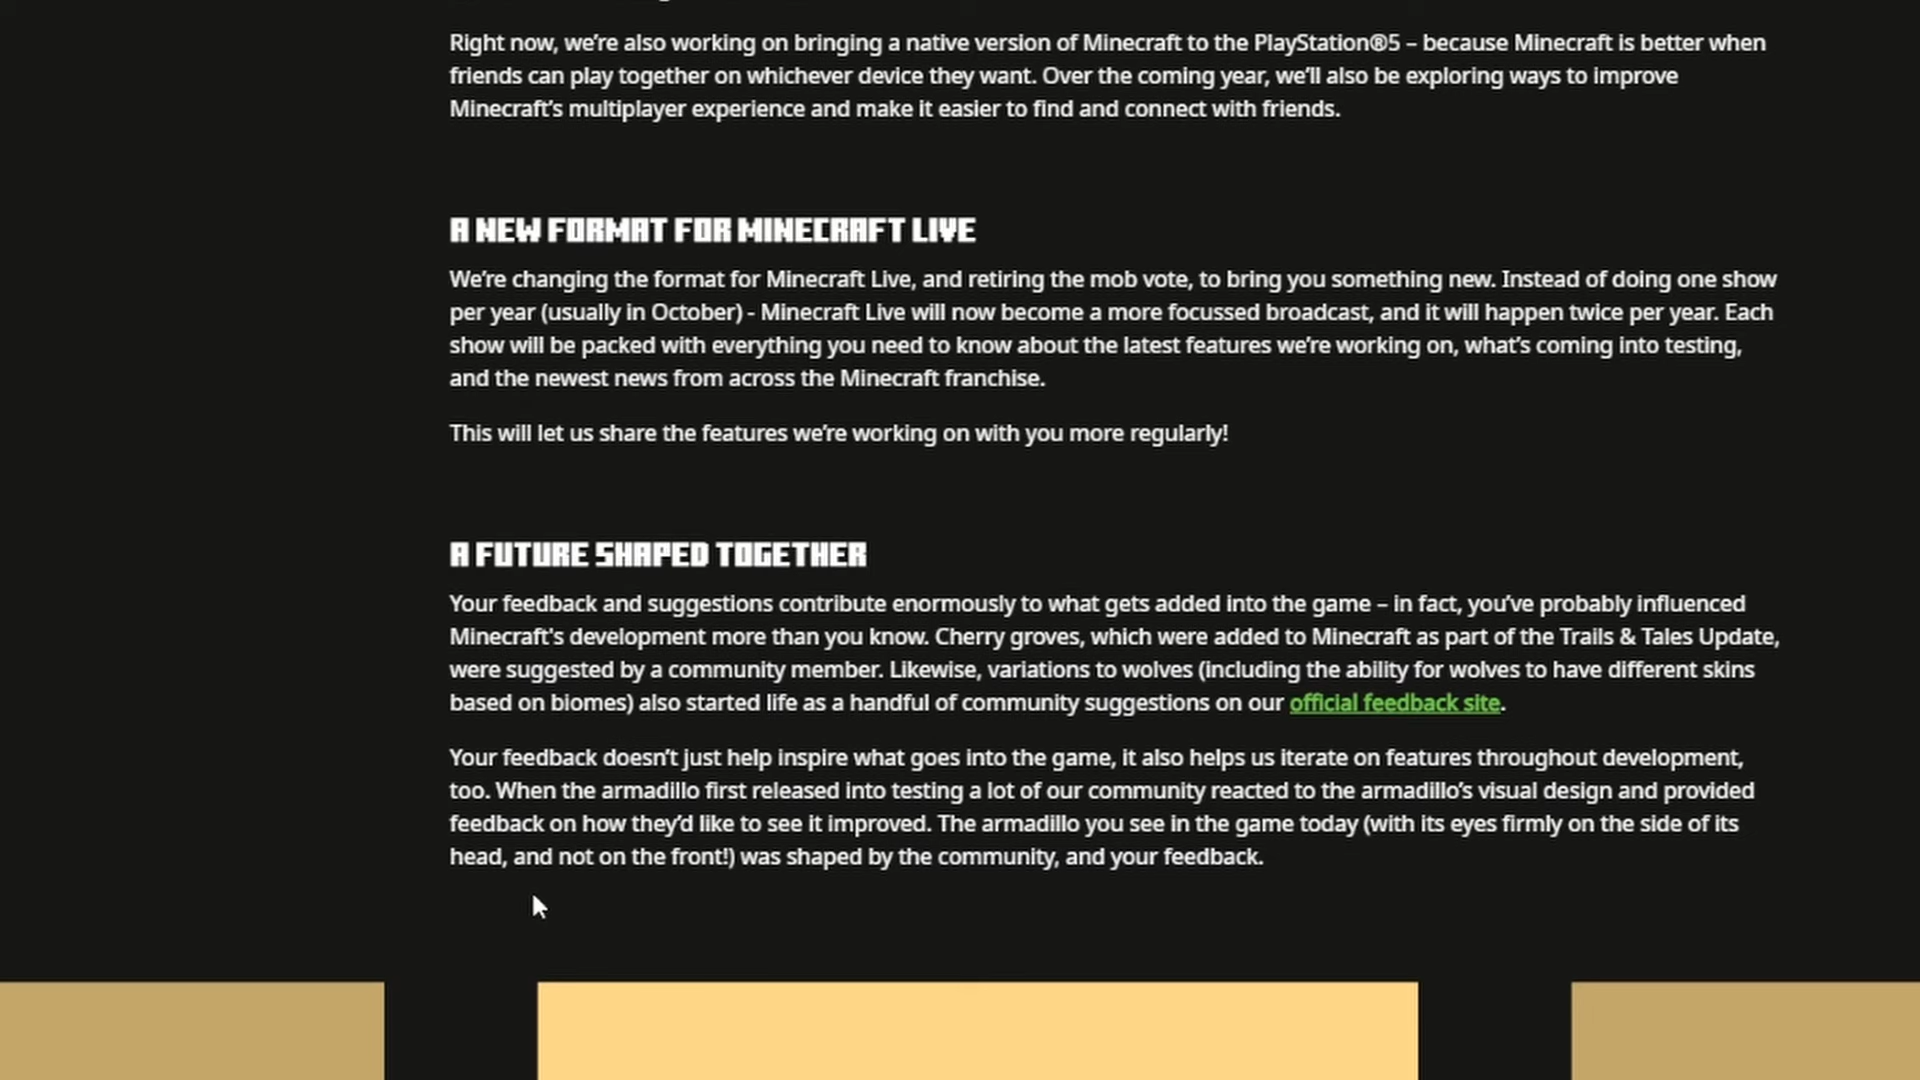 Right now, we’re also working on bringing a native version of Minecraft to the PlayStation®5 – because Minecraft is better when
friends can play together on whichever device they want. Over the coming year, we’ll also be exploring ways to improve
Minecraft’s multiplayer experience and make it easier to find and connect with friends.
A NEW FORMAT FOR MINECRAFT LIVE
We’re changing the format for Minecraft Live, and retiring the mob vote, to bring you something new. Instead of doing one show
per year (usually in October) - Minecraft Live will now become a more focussed broadcast, and it will happen twice per year. Each
show will be packed with everything you need to know about the latest features we’re working on, what’s coming into testing,
and the newest news from across the Minecraft franchise.
This will let us share the features we’re working on with you more regularly!
A FUTURE SHAPED TOGETHER
Your feedback and suggestions contribute enormously to what gets added into the game – in fact, you’ve probably influenced
Minecraft's development more than you know. Cherry groves, which were added to Minecraft as part of the Trails & Tales Update,
were suggested by a community member. Likewise, variations to wolves (including the ability for wolves to have different skins
based on biomes) also started life as a handful of community suggestions on our official feedback site.
Your feedback doesn’t just help inspire what goes into the game, it also helps us iterate on features throughout development,
too. When the armadillo first released into testing a lot of our community reacted to the armadillo’s visual design and provided
feedback on how they’d like to see it improved. The armadillo you see in the game today (with its eyes firmly on the side of its
head, and not on the front!) was shaped by the community, and your feedback.